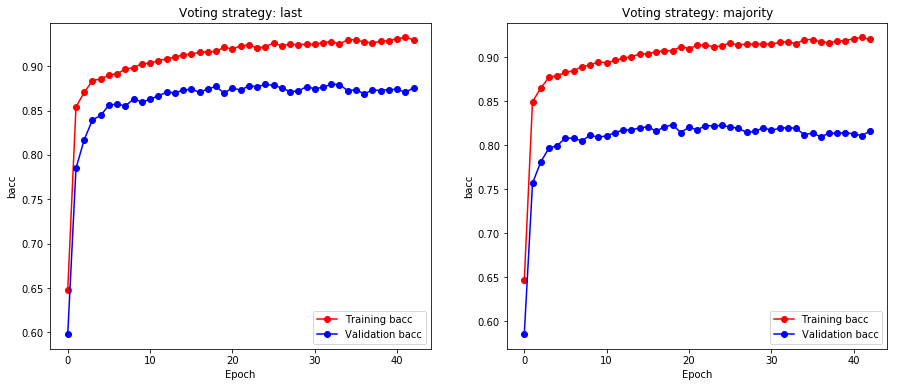 Voting strategy: last
bacc
0.90
0.85
0.80
0.75
0.70
0.65
0.60
0
10
20
30
40
Epoch
Training bacc
Validation bacc
Voting strategy: majority
bacc
0.90
0.85
0.80
0.75
0.70
0.65
0.60
0
10
20
30
40
Epoch
Training bacc
Validation bacc